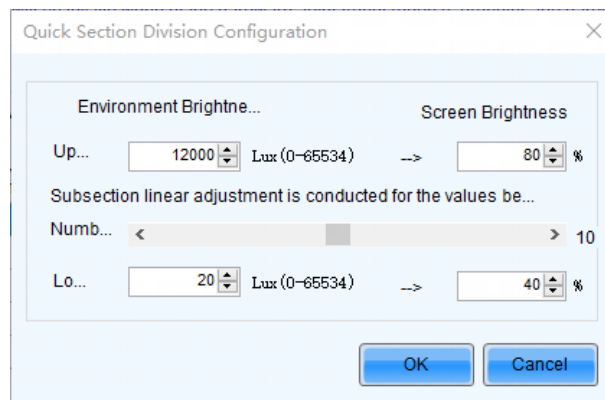 Quick Section Division Configuration
Environment Brightne... Screen Brightness
Up... 12000 Lux(0-65534) --> 80 %
Subsection linear adjustment is conducted for the values be...
Numb... 10
Lo... 20 Lux(0-65534) --> 40 %
OK Cancel